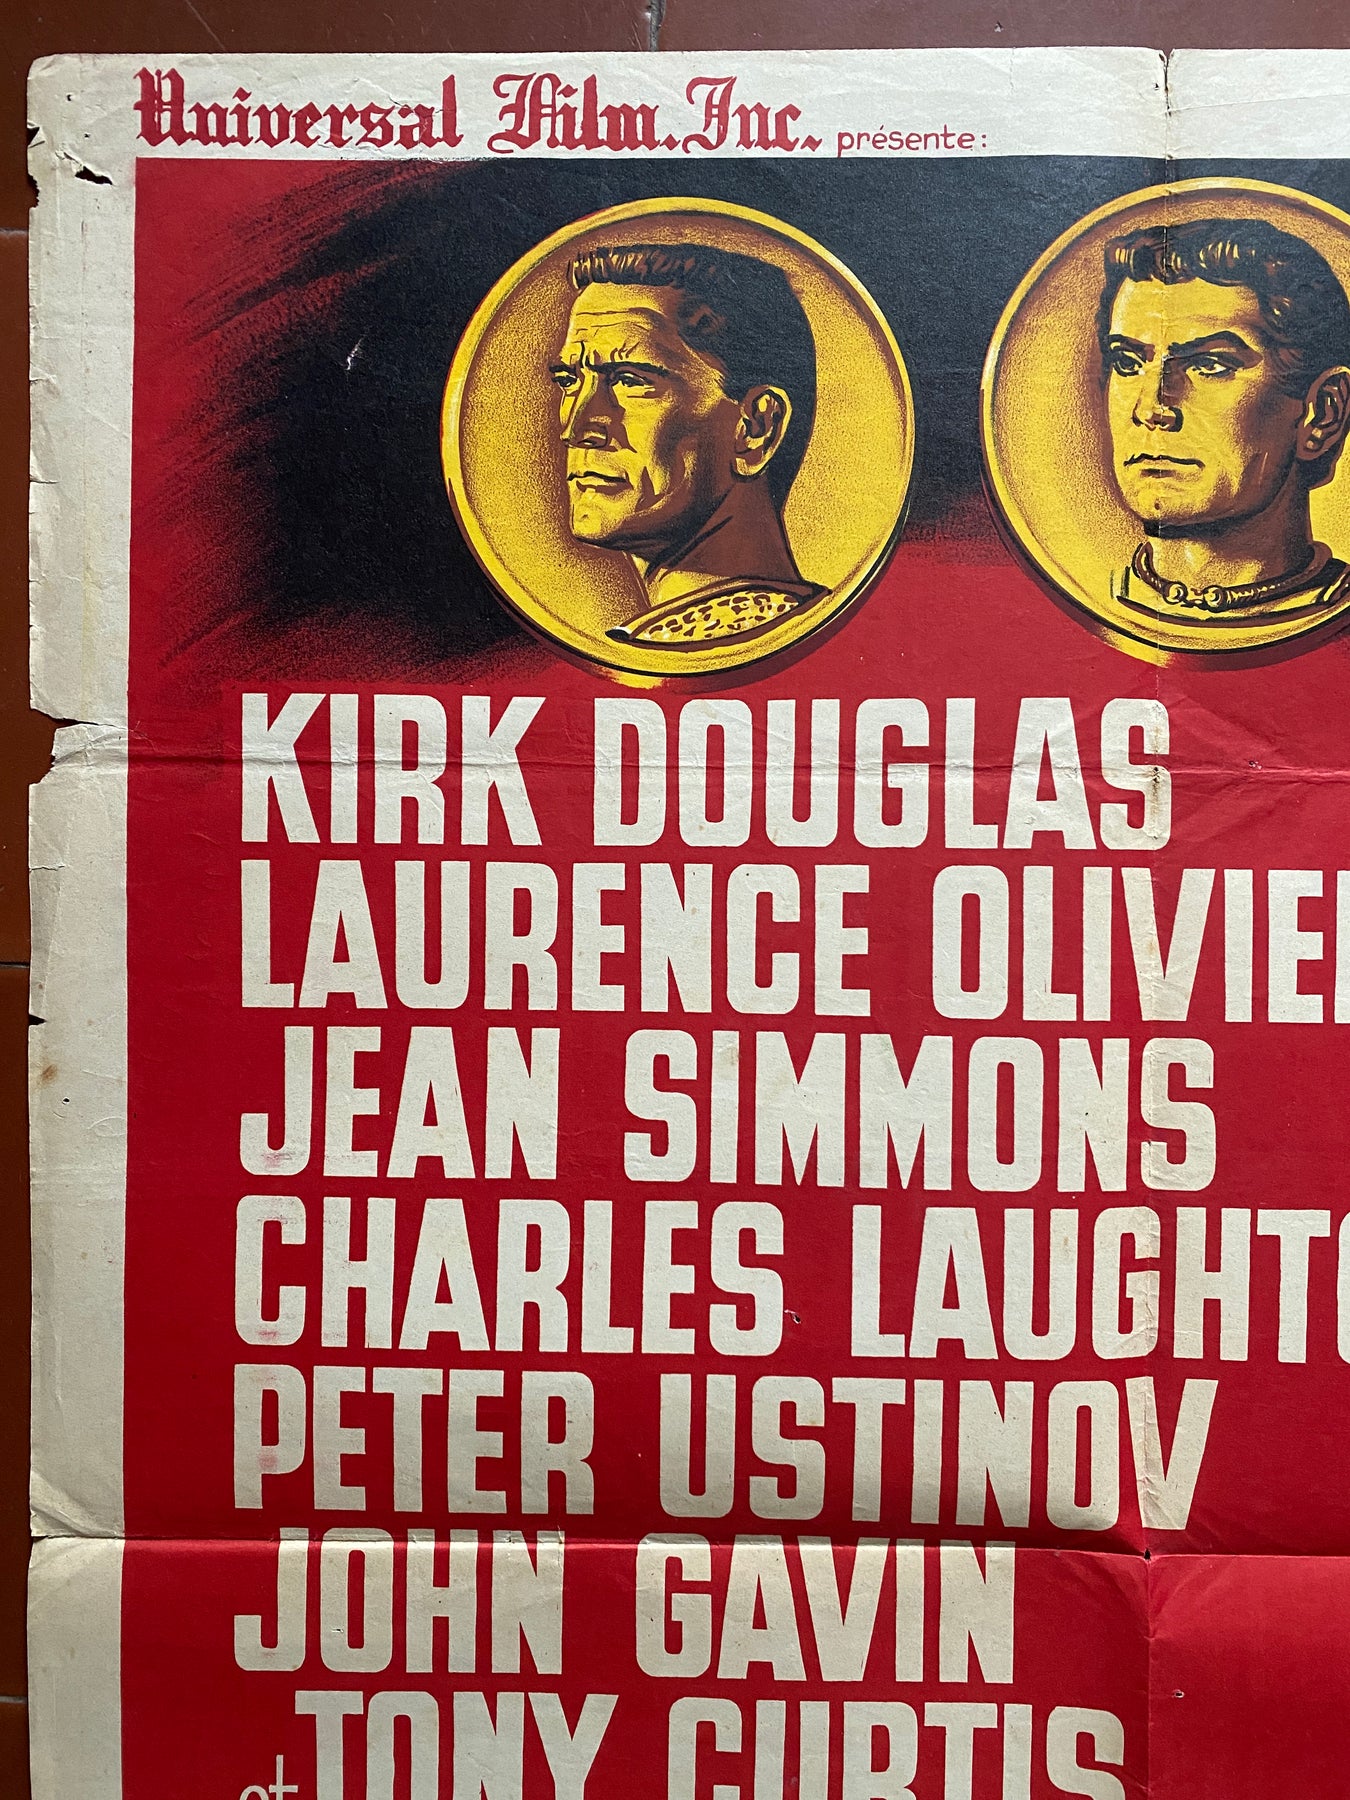 Universal Film. Inc. présente:
KIRK DOUGLAS
LAURENCE OLIVIE
JEAN SIMMONS
CHARLES LAUGHTO
PETER USTINOV
JOHN GAVIN
et TONY CURTIS